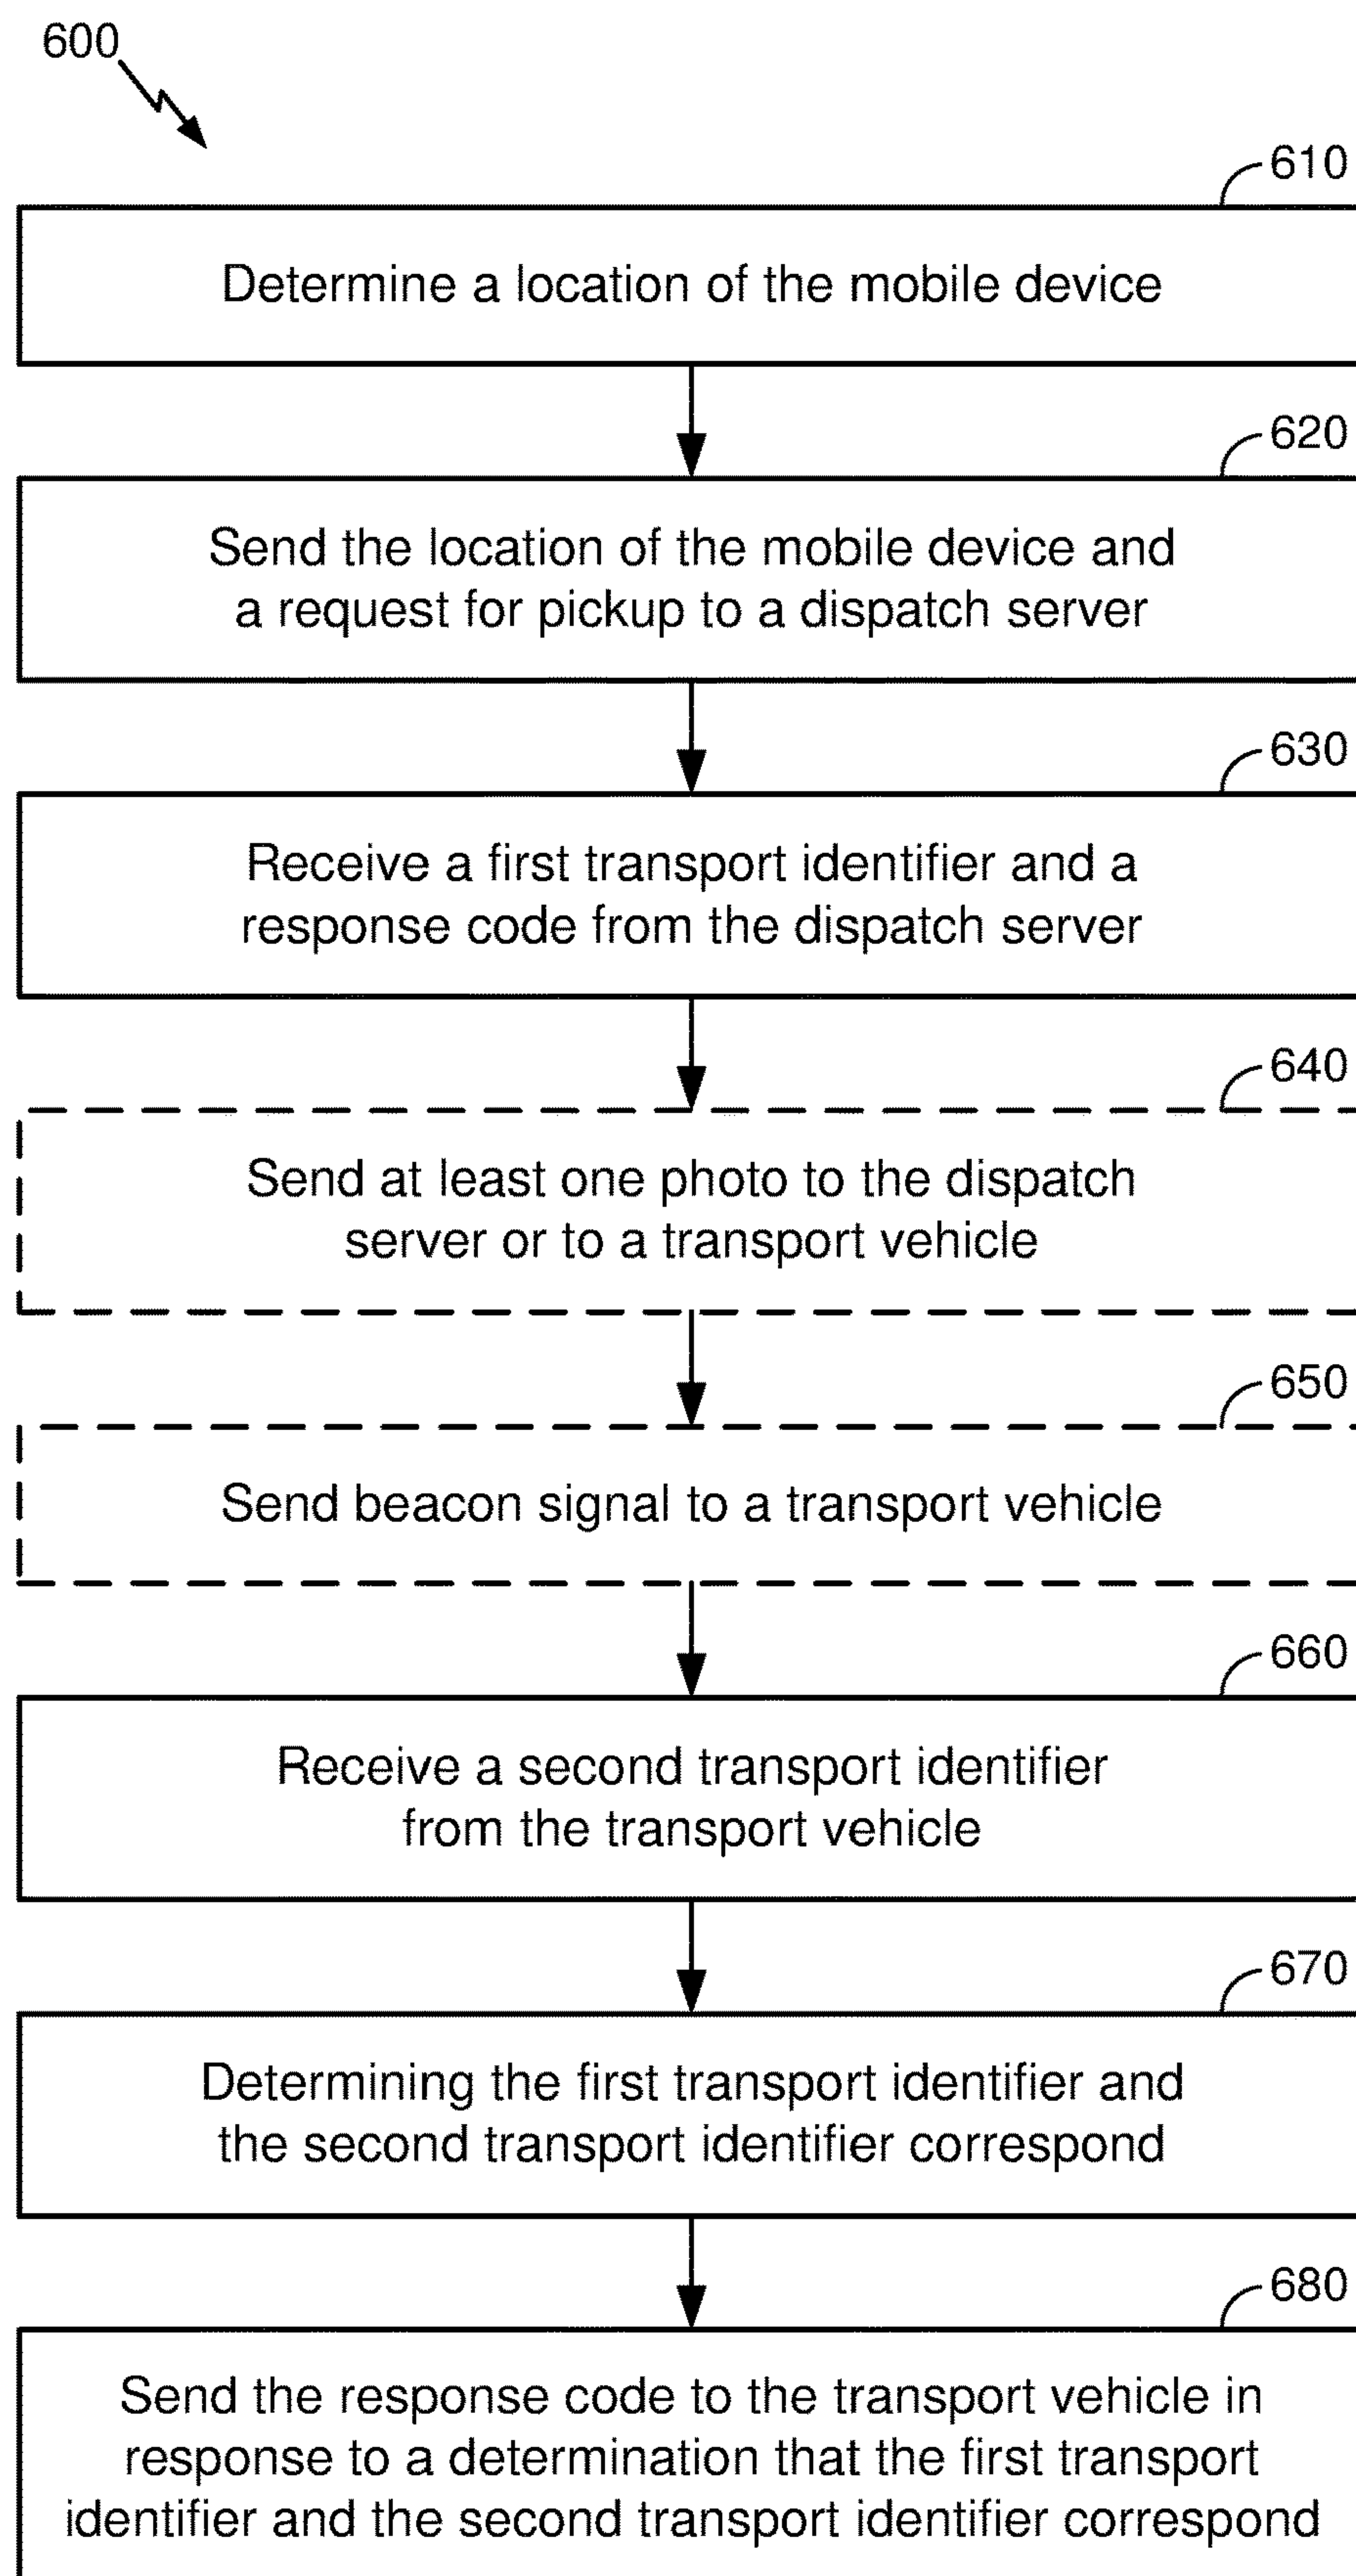 600
610
Determine a location of the mobile device
620
Send the location of the mobile device and
a request for pickup to a dispatch server
630
Receive a first transport identifier and a
response code from the dispatch server
640
Send at least one photo to the dispatch
server or to a transport vehicle
650
Send beacon signal to a transport vehicle
660
Receive a second transport identifier
from the transport vehicle
670
Determining the first transport identifier and
the second transport identifier correspond
680
Send the response code to the transport vehicle in
response to a determination that the first transport
identifier and the second transport identifier correspond